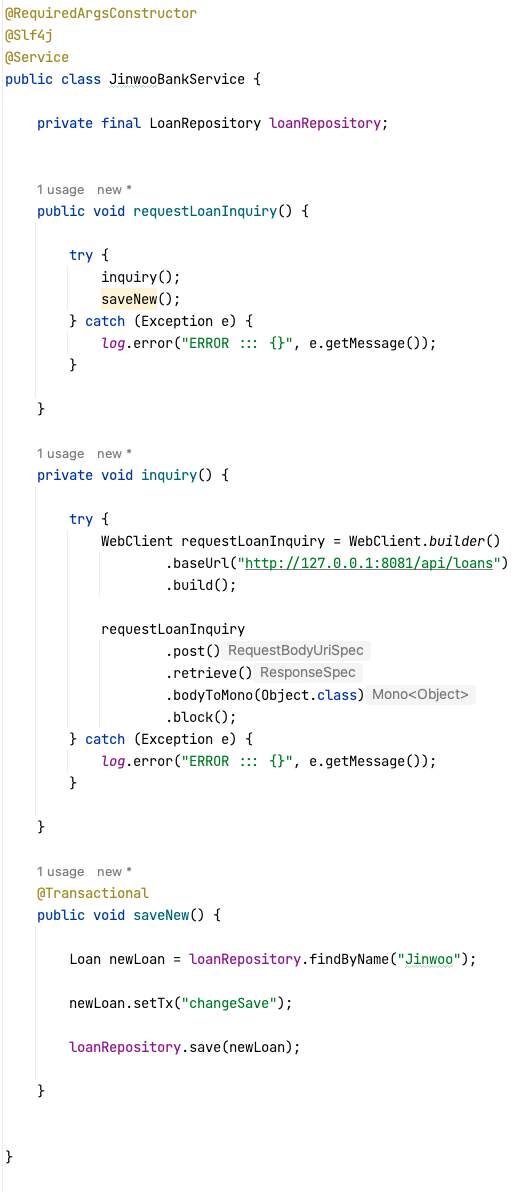 @RequiredArgsConstructor
@Slf4j
@Service
public class JinwooBankService {
private final LoanRepository loanRepository;
1 usage new *
public void requestLoanInquiry() {
try {
inquiry();
saveNew();
} catch (Exception e) {
log.error("ERROR ::: {}", e.getMessage());
}
}
1 usage new *
private void inquiry() {
try {
WebClient requestLoanInquiry = WebClient.builder()
.baseUrl("http://127.0.0.1:8081/api/loans")
.build();
requestLoanInquiry
.post() RequestBodyUriSpec
.retrieve() ResponseSpec
.bodyToMono(Object.class) Mono<Object>
.block();
} catch (Exception e) {
log.error("ERROR ::: {}", e.getMessage());
}
}
1 usage new *
@Transactional
public void saveNew() {
Loan newLoan = loanRepository.findByName("Jinwoo");
newLoan.setTx("changeSave");
loanRepository.save(newLoan);
}
}